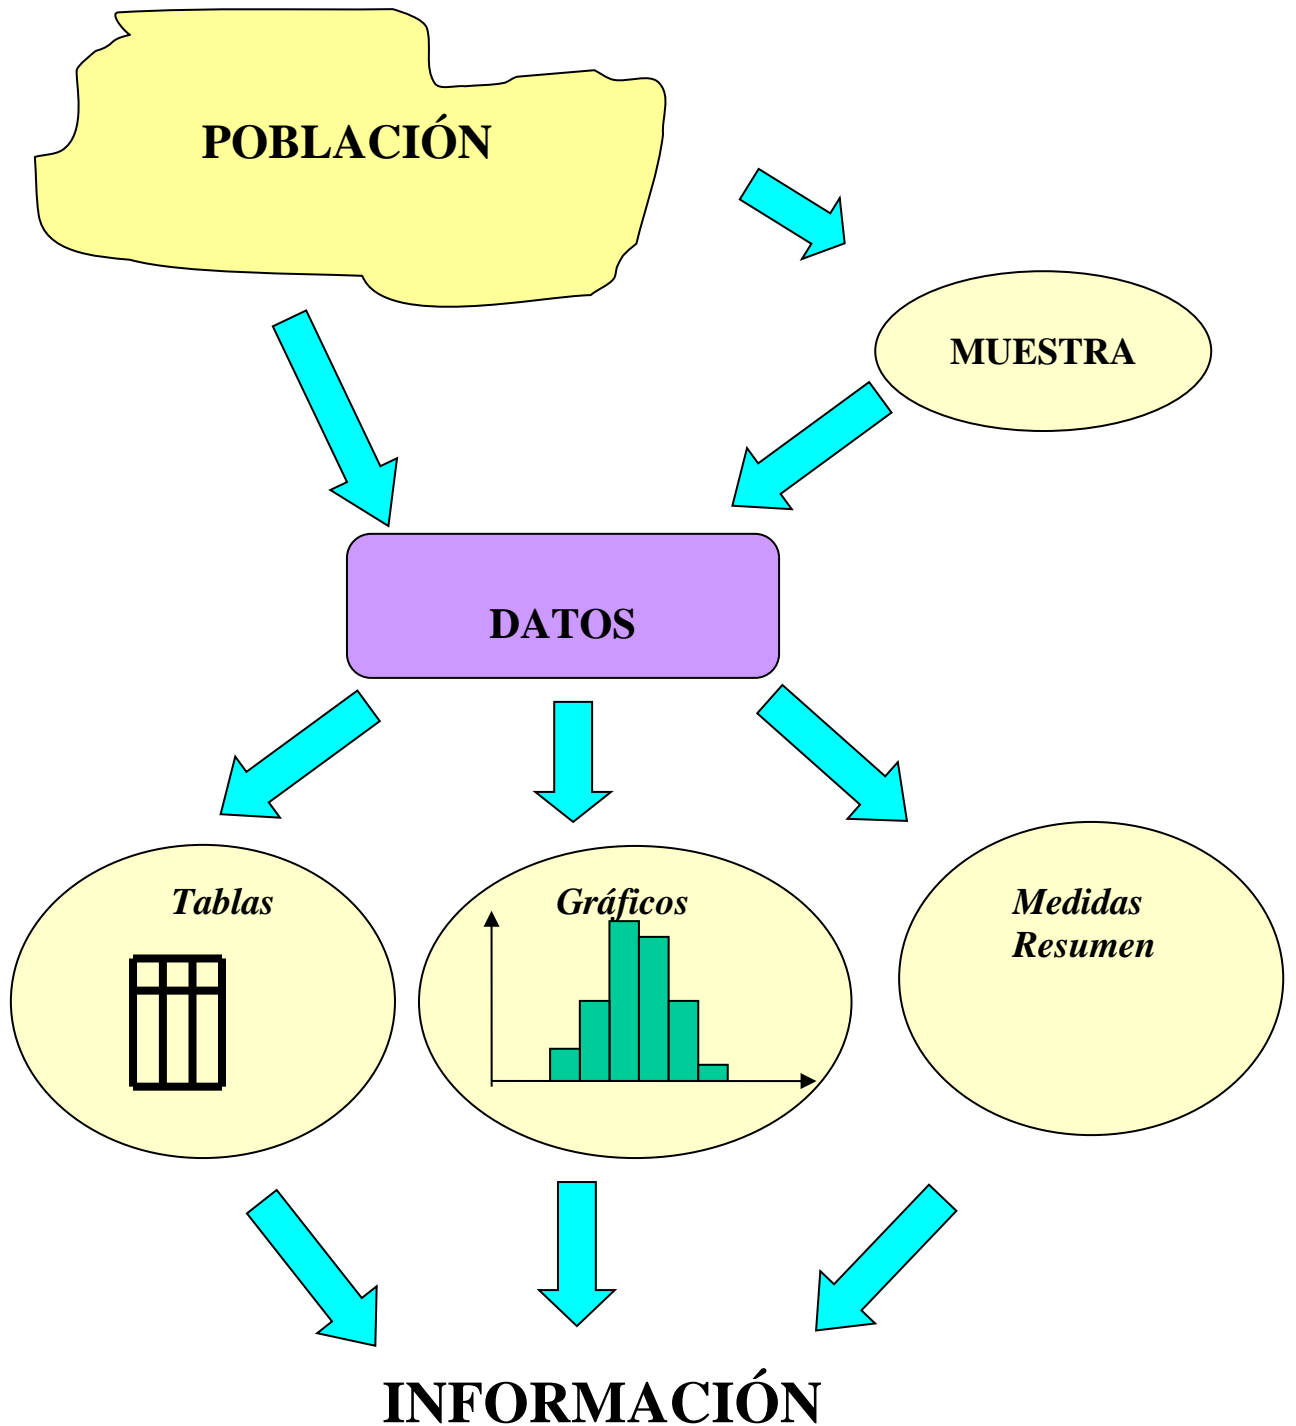 POBLACIÓN
MUESTRA
DATOS
Tablas
Gráficos
Medidas
Resumen
INFORMACIÓN